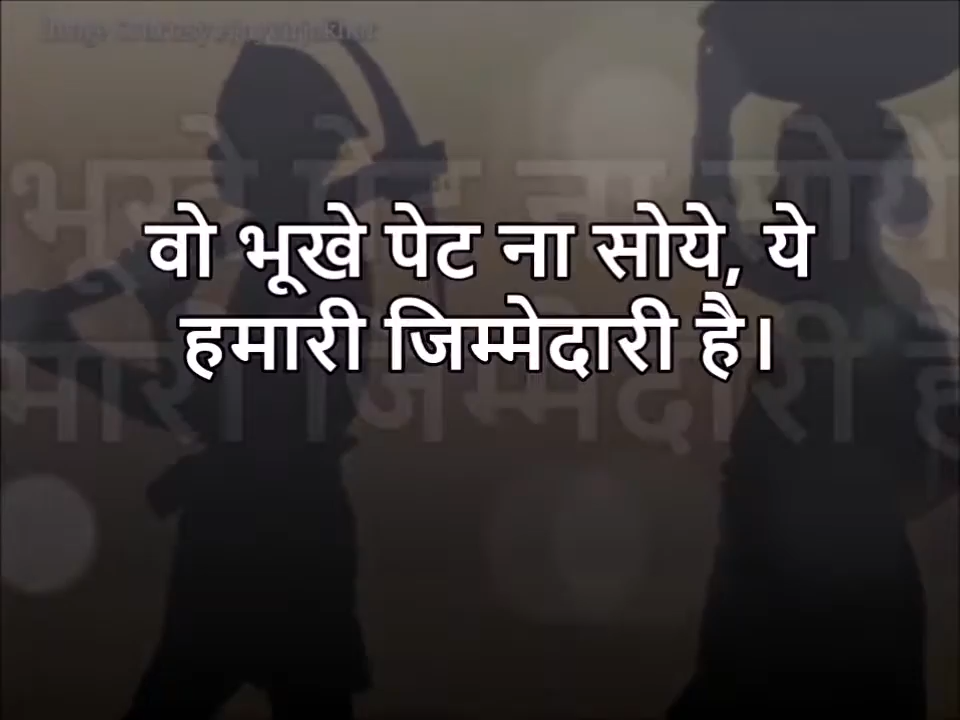 वो भूखे पेट ना सोये, ये
हमारी जिम्मेदारी है।